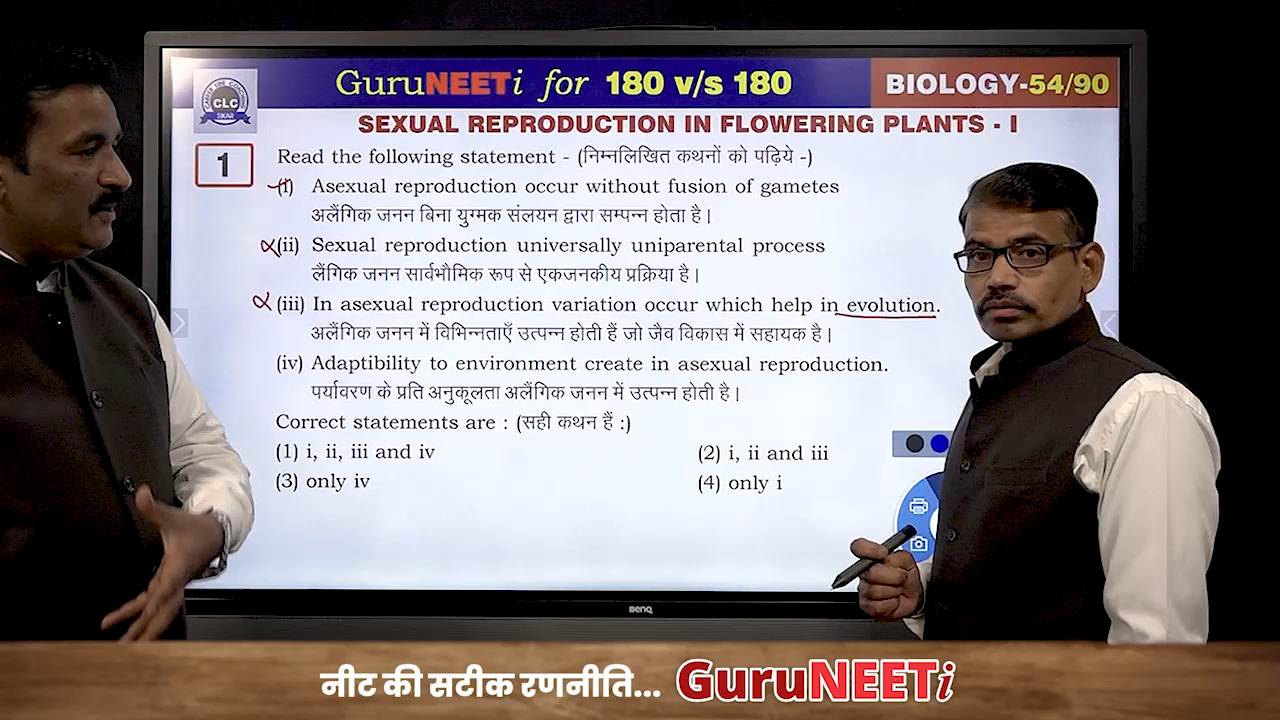 GuruNEETi for 180 v/s 180
BIOLOGY-54/90
CLC
SIKAR
SEXUAL REPRODUCTION IN FLOWERING PLANTS - I
1
Read the following statement - (निम्नलिखित कथनों को पढ़िये -)
(i) Asexual reproduction occur without fusion of gametes
अलैंगिक जनन बिना युग्मक संलयन द्वारा सम्पन्न होता है।
(ii) Sexual reproduction universally uniparental process
लैंगिक जनन सार्वभौमिक रूप से एकजनकीय प्रक्रिया है।
(iii) In asexual reproduction variation occur which help in evolution.
अलैंगिक जनन में विभिन्नताएँ उत्पन्न होती हैं जो जैव विकास में सहायक है।
(iv) Adaptibility to environment create in asexual reproduction.
पर्यावरण के प्रति अनुकूलता अलैंगिक जनन में उत्पन्न होती है।
Correct statements are : (सही कथन हैं :)
(1) i, ii, iii and iv
(2) i, ii and iii
(3) only iv
(4) only i
BenQ
नीट की सटीक रणनीति... GuruNEETi